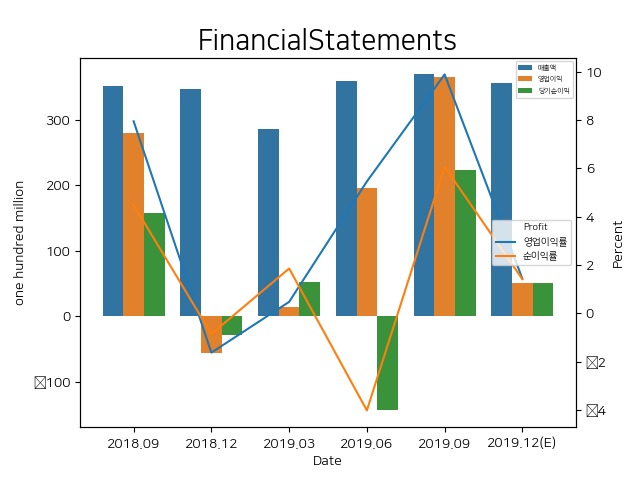 FinancialStatements
매출액
영업이익
당기순이익
300
200
100
0
100
one hundred million
10
8
6
4
2
0
2
4
Percent
Profit
영업이익률
순이익률
2018.09
2018.12
2019.03
2019.06
2019.09
2019.12(E)
Date